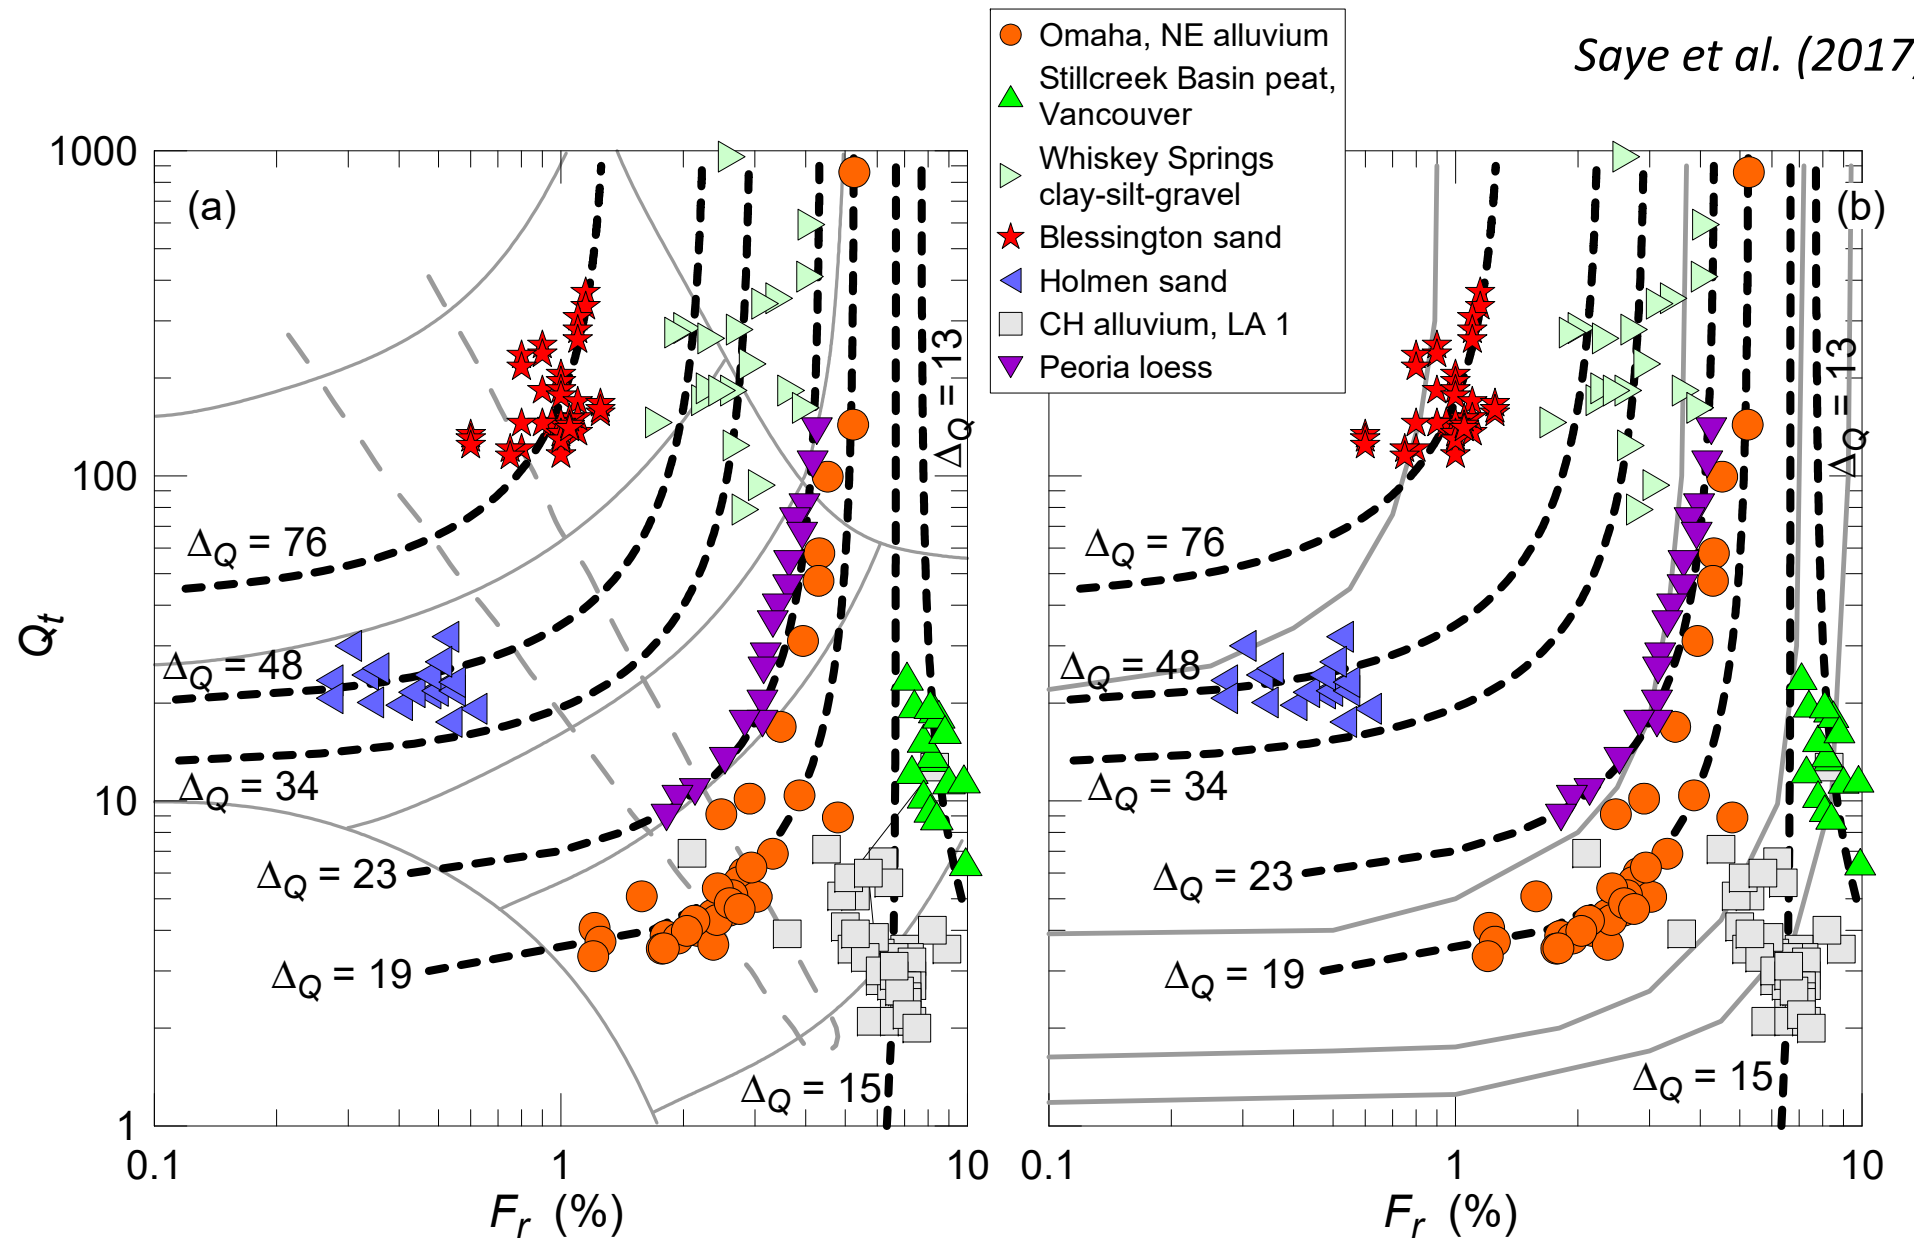 Omaha, NE alluvium
Stillcreek Basin peat,
Vancouver
Whiskey Springs
clay-silt-gravel
Blessington sand
Holmen sand
CH alluvium, LA 1
Peoria loess
Saye et al. (2017)
(a)
1000
100
10
1
Qt
ΔQ = 76
ΔQ = 48
ΔQ = 34
ΔQ = 23
ΔQ = 19
ΔQ = 15
ΔQ = 13
0.1
1
10
Fr (%)
(b)
ΔQ = 76
ΔQ = 48
ΔQ = 34
ΔQ = 23
ΔQ = 19
ΔQ = 15
ΔQ = 13
0.1
1
10
Fr (%)